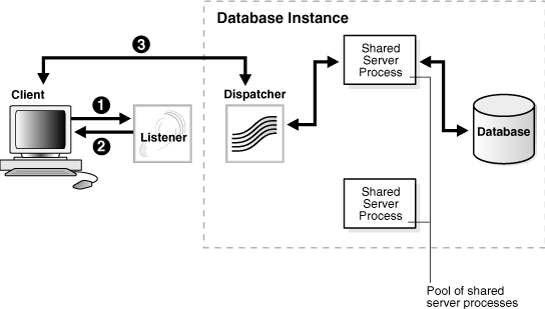 Database Instance
3
Shared
Server
Process
Client
Dispatcher
1
Listener
2
Database
Shared
Server
Process
Pool of shared
server processes